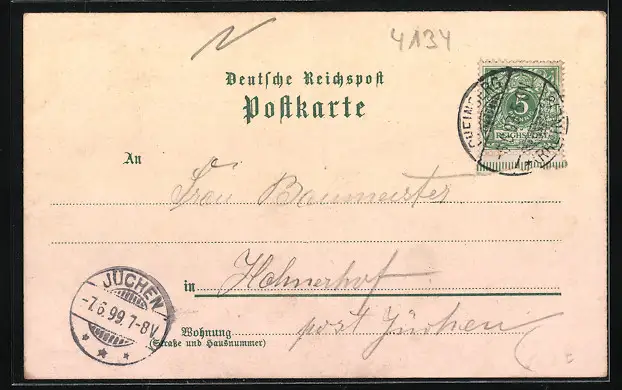 4134
Deutsche Reichspost
Postkarte
5
REICHSPOST
RHEINSBERG
An
Frau Baumeister
in Hohnerhof
JÜCHEN
-7.6.99.7-8V.
Wohnung post Jüchen
(Straße und Hausnummer)